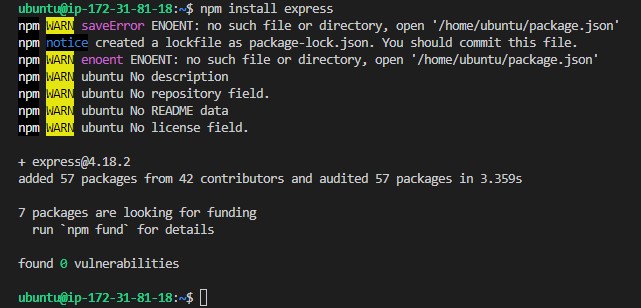 ubuntu@ip-172-31-81-18:~$ npm install express
npm WARN saveError ENOENT: no such file or directory, open '/home/ubuntu/package.json'
npm notice created a lockfile as package-lock.json. You should commit this file.
npm WARN enoent ENOENT: no such file or directory, open '/home/ubuntu/package.json'
npm WARN ubuntu No description
npm WARN ubuntu No repository field.
npm WARN ubuntu No README data
npm WARN ubuntu No license field.
+ express@4.18.2
added 57 packages from 42 contributors and audited 57 packages in 3.359s
7 packages are looking for funding
run `npm fund` for details
found 0 vulnerabilities
ubuntu@ip-172-31-81-18:~$